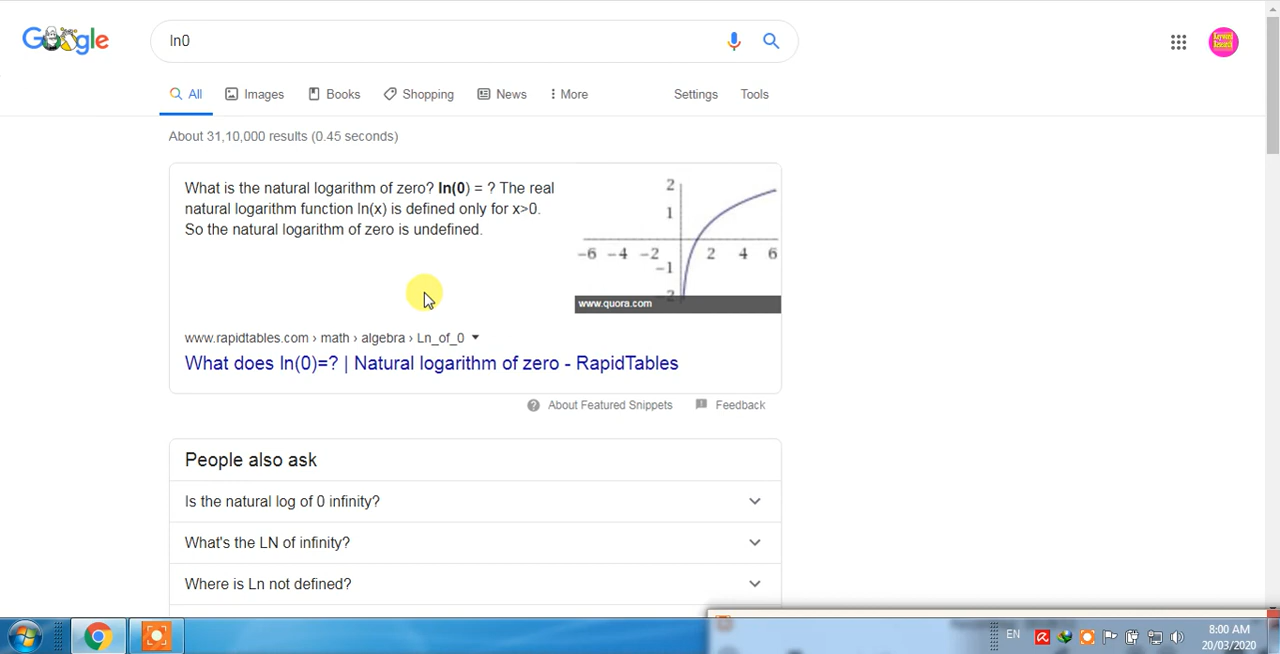 Google
ln0
Keyword
Research
All
Images
Books
Shopping
News
More
Settings
Tools
About 31,10,000 results (0.45 seconds)
What is the natural logarithm of zero? ln(0) = ? The real
natural logarithm function ln(x) is defined only for x>0.
So the natural logarithm of zero is undefined.
2
1
-6 -4 -2 2 4 6
-1
-2
www.quora.com
www.rapidtables.com › math › algebra › Ln_of_0
What does ln(0)=? | Natural logarithm of zero - RapidTables
About Featured Snippets
Feedback
People also ask
Is the natural log of 0 infinity?
What's the LN of infinity?
Where is Ln not defined?
EN
8:00 AM
20/03/2020